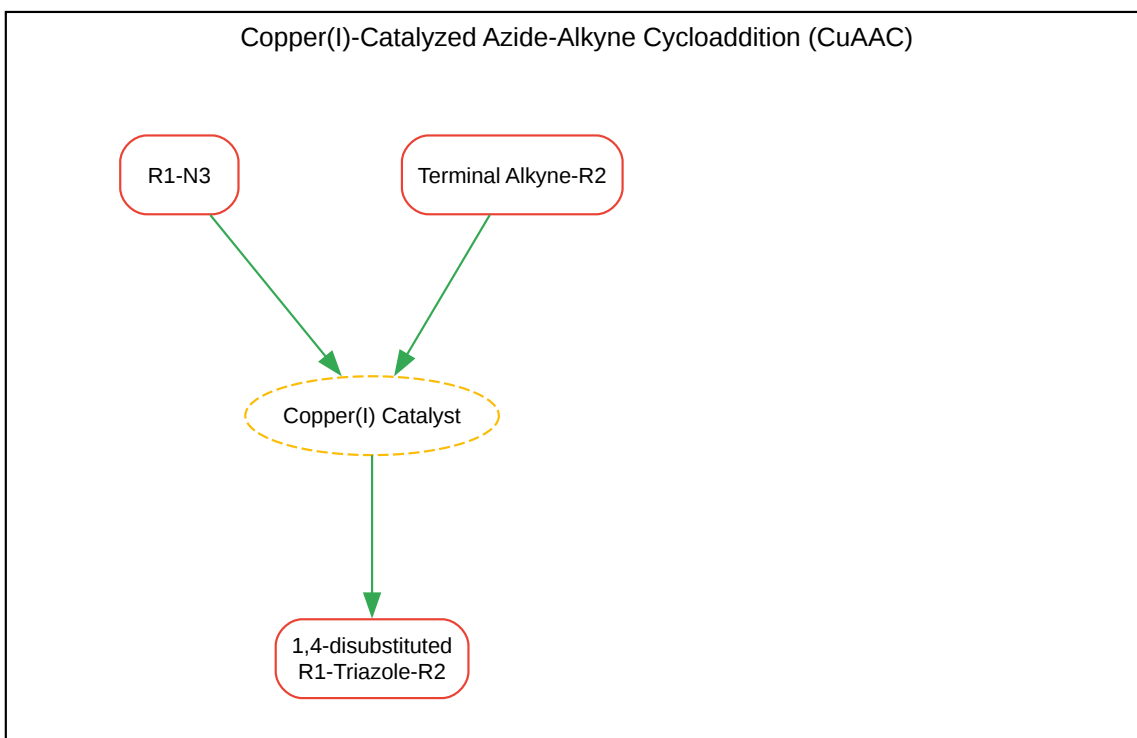 Copper(I)-Catalyzed Azide-Alkyne Cycloaddition (CuAAC)
R1-N3
Terminal Alkyne-R2
Copper(I) Catalyst
1,4-disubstituted
R1-Triazole-R2